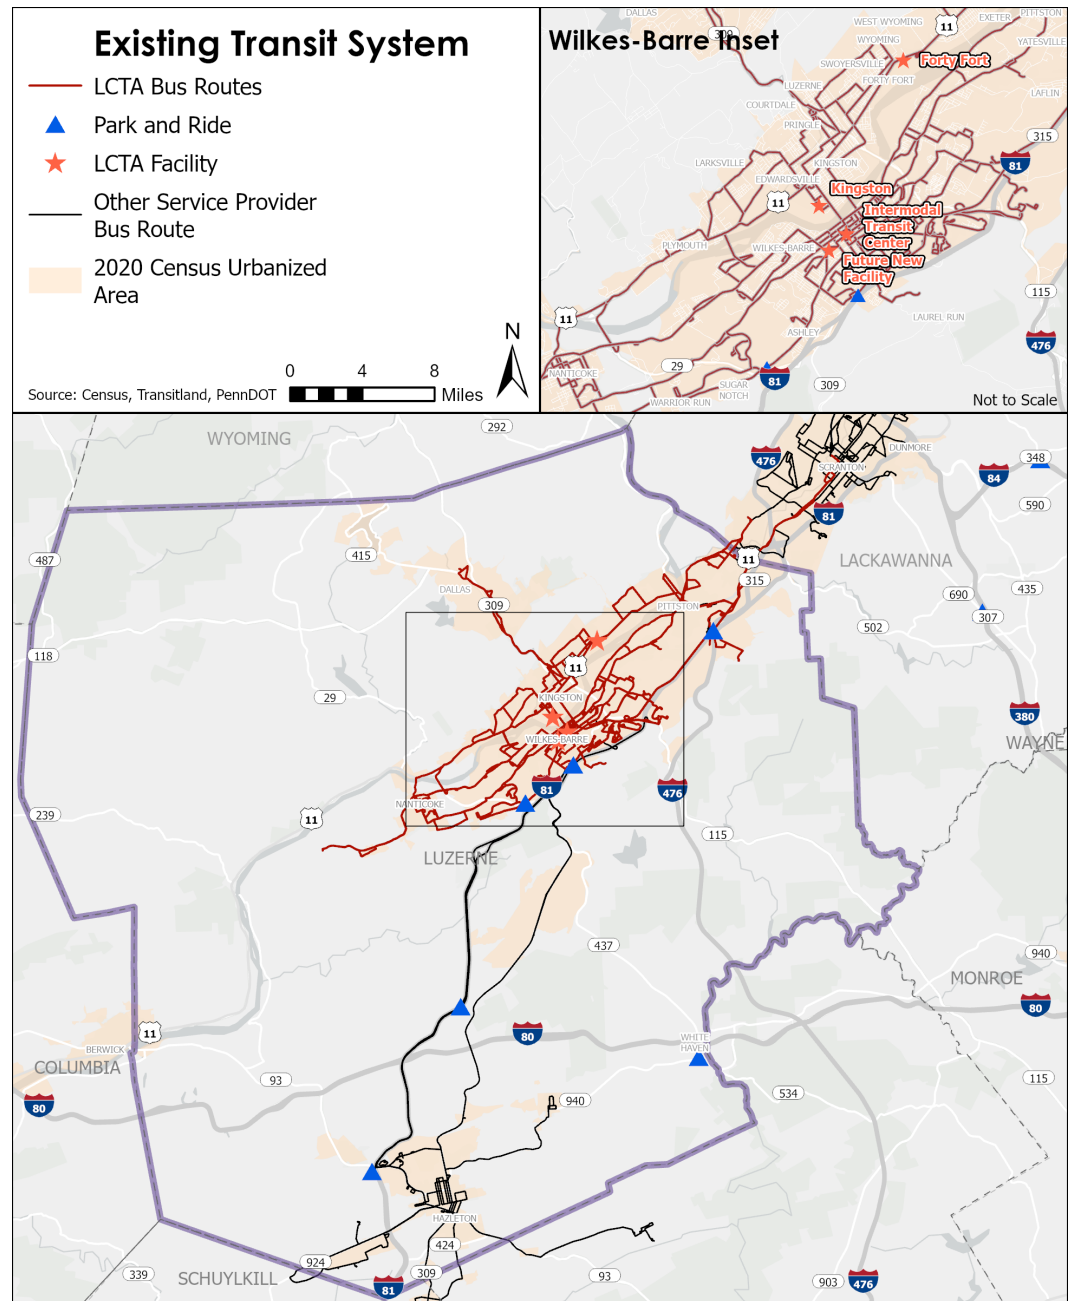 Existing Transit System
LCTA Bus Routes
Park and Ride
LCTA Facility
Other Service Provider
Bus Route
2020 Census Urbanized
Area
N
0 4 8
Miles
Source: Census, Transitland, PennDOT
Wilkes-Barre Inset
DALLAS
309
WEST WYOMING
11
EXETER
PITTSTON
WYOMING
YATESVILLE
SWOYERSVILLE
Forty Fort
FORTY FORT
LUZERNE
LAFLIN
COURTDALE
PRINGLE
315
81
LARKSVILLE
KINGSTON
EDWARDSVILLE
Kingston
11
Intermodal
Transit
Center
PLYMOUTH
WILKES-BARRE
Future New
Facility
115
11
LAUREL RUN
ASHLEY
476
29
NANTICOKE
81
309
SUGAR
NOTCH
WARRIOR RUN
Not to Scale
292
WYOMING
DUNMORE
476
SCRANTON
348
84
590
81
487
415
11
LACKAWANNA
315
DALLAS
309
PITTSTON
690
435
307
502
118
11
29
KINGSTON
380
WILKES-BARRE
WAYNE
81
476
NANTICOKE
239
11
115
LUZERNE
437
940
MONROE
80
11
80
WHITE
HAVEN
BERWICK
COLUMBIA
93
115
80
534
940
HAZLETON
424
924
309
339
SCHUYLKILL
81
93
903
476